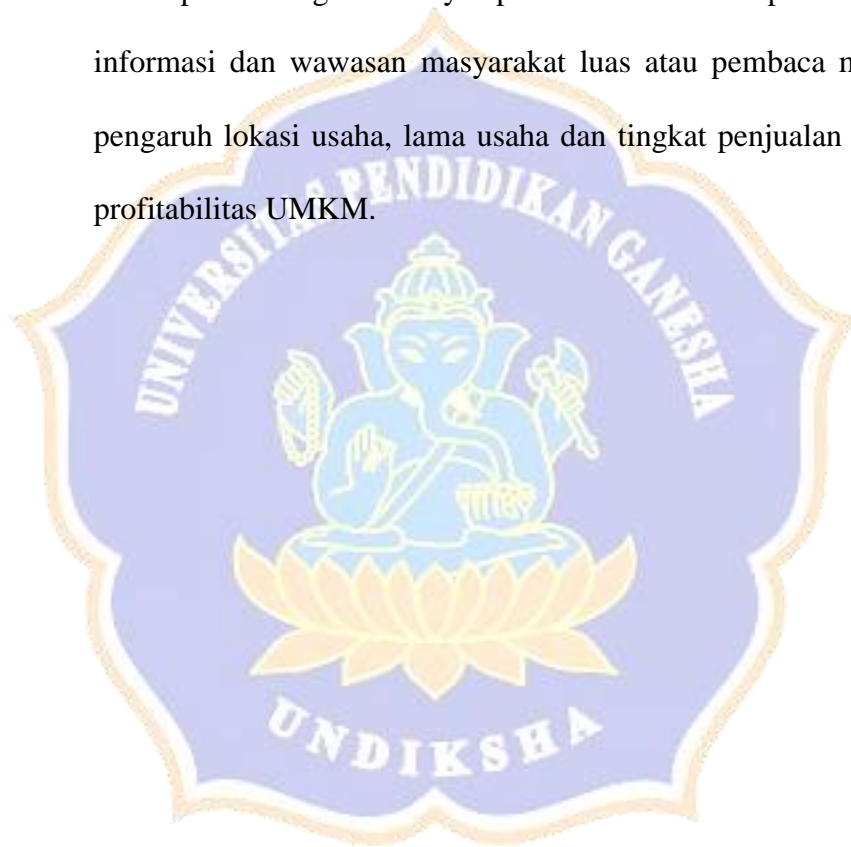 informasi dan wawasan masyarakat luas atau pembaca
pengaruh lokasi usaha, lama usaha dan tingkat penjualan
profitabilitas UMKM.
UNIVERSITAS PENDIDIKAN GANESHA
UNDIKSHA